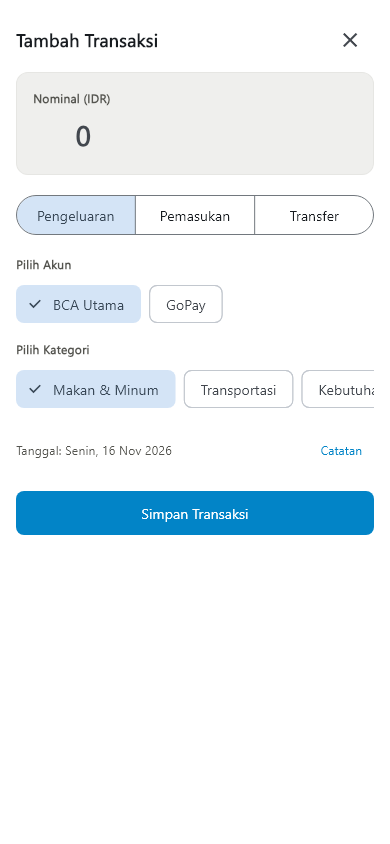 Tambah Transaksi
Nominal (IDR)
0
Pengeluaran Pemasukan Transfer
Pilih Akun
BCA Utama GoPay
Pilih Kategori
Makan & Minum Transportasi Kebutuha
Tanggal: Senin, 16 Nov 2026 Catatan
Simpan Transaksi